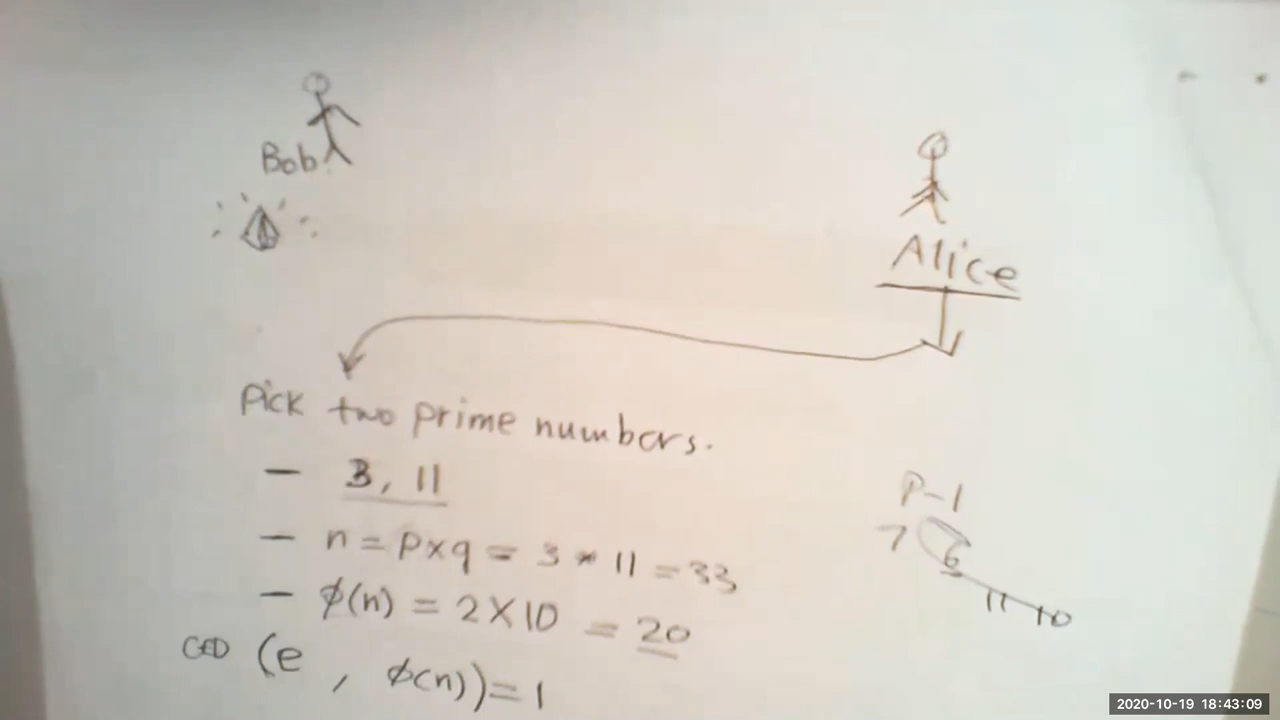 Bob
Alice
Pick two prime numbers.
- 3, 11
- n = p×q = 3 * 11 = 33
- ϕ(n) = 2 × 10 = 20
GCD (e , ϕ(n)) = 1
P-1
7 6
11 10
2020-10-19 18:43:09